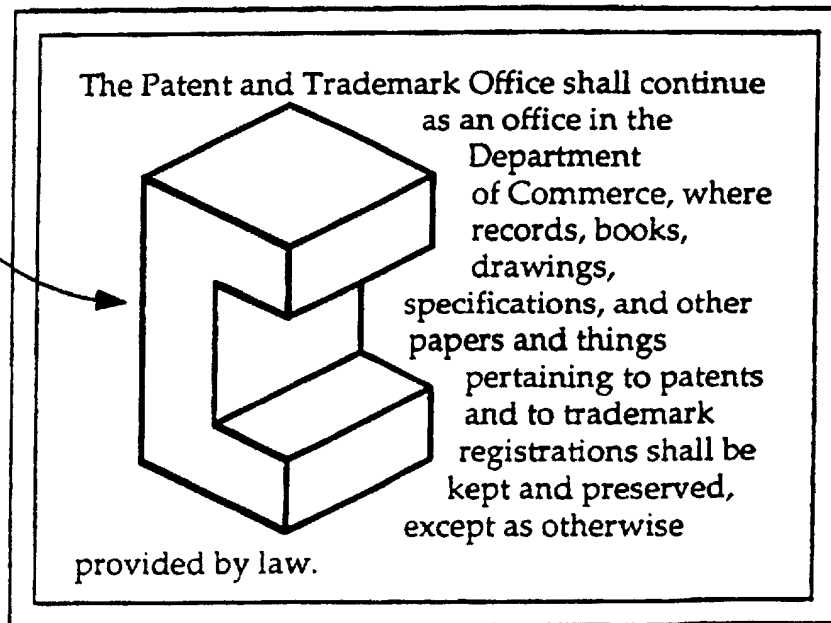 The Patent and Trademark Office shall continue
as an office in the
Department
of Commerce, where
records, books,
drawings,
specifications, and other
papers and things
pertaining to patents
and to trademark
registrations shall be
kept and preserved,
except as otherwise
provided by law.